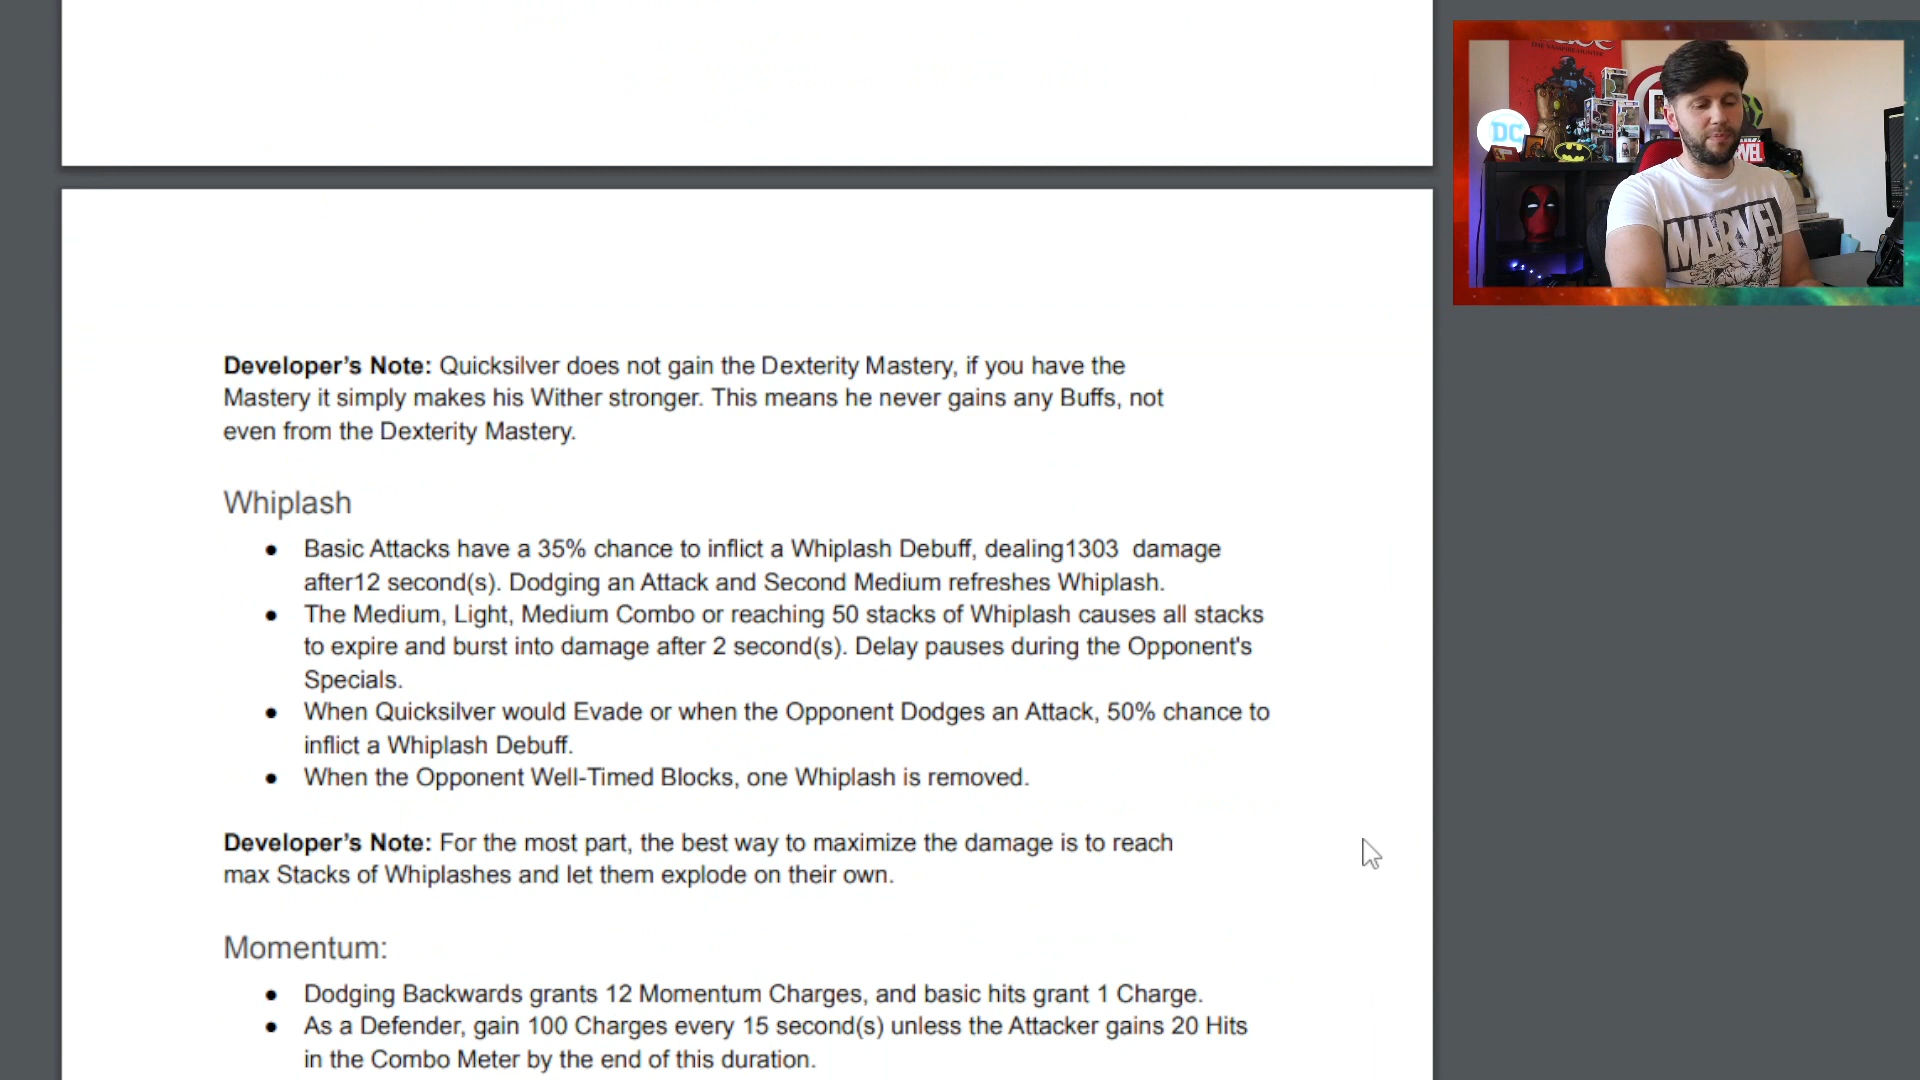 THE VAMPIRE HUNTER
DC
VEL
MARVEL
Developer’s Note: Quicksilver does not gain the Dexterity Mastery, if you have the
Mastery it simply makes his Wither stronger. This means he never gains any Buffs, not
even from the Dexterity Mastery.
Whiplash
● Basic Attacks have a 35% chance to inflict a Whiplash Debuff, dealing1303 damage
after12 second(s). Dodging an Attack and Second Medium refreshes Whiplash.
● The Medium, Light, Medium Combo or reaching 50 stacks of Whiplash causes all stacks
to expire and burst into damage after 2 second(s). Delay pauses during the Opponent's
Specials.
● When Quicksilver would Evade or when the Opponent Dodges an Attack, 50% chance to
inflict a Whiplash Debuff.
● When the Opponent Well-Timed Blocks, one Whiplash is removed.
Developer’s Note: For the most part, the best way to maximize the damage is to reach
max Stacks of Whiplashes and let them explode on their own.
Momentum:
● Dodging Backwards grants 12 Momentum Charges, and basic hits grant 1 Charge.
● As a Defender, gain 100 Charges every 15 second(s) unless the Attacker gains 20 Hits
in the Combo Meter by the end of this duration.